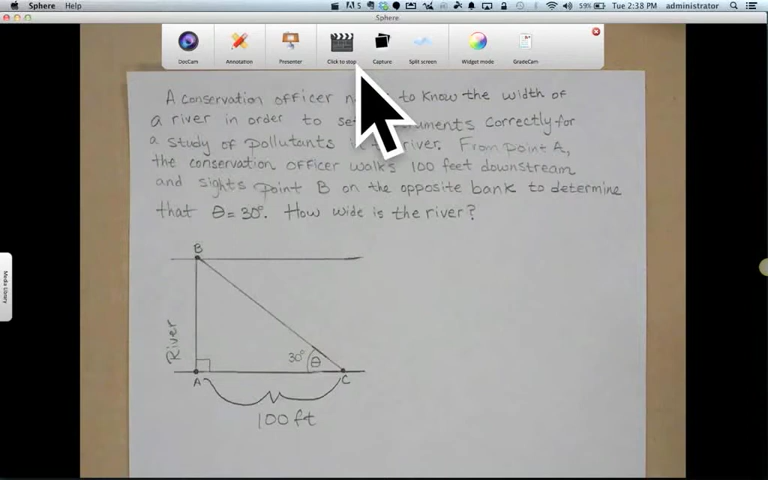 Sphere Help
59% Tue 2:38 PM administrator
Sphere
DocCam Annotation Presenter Click to stop Capture Split screen Widget mode GradeCam
A conservation officer to know the width of
a river in order to set correctly for
a study of pollutants river. From point A,
the conservation officer walks 100 feet downstream
and sights point B on the opposite bank to determine
that θ = 30°. How wide is the river?
Media Library
B
River
30° θ
A C
100 ft